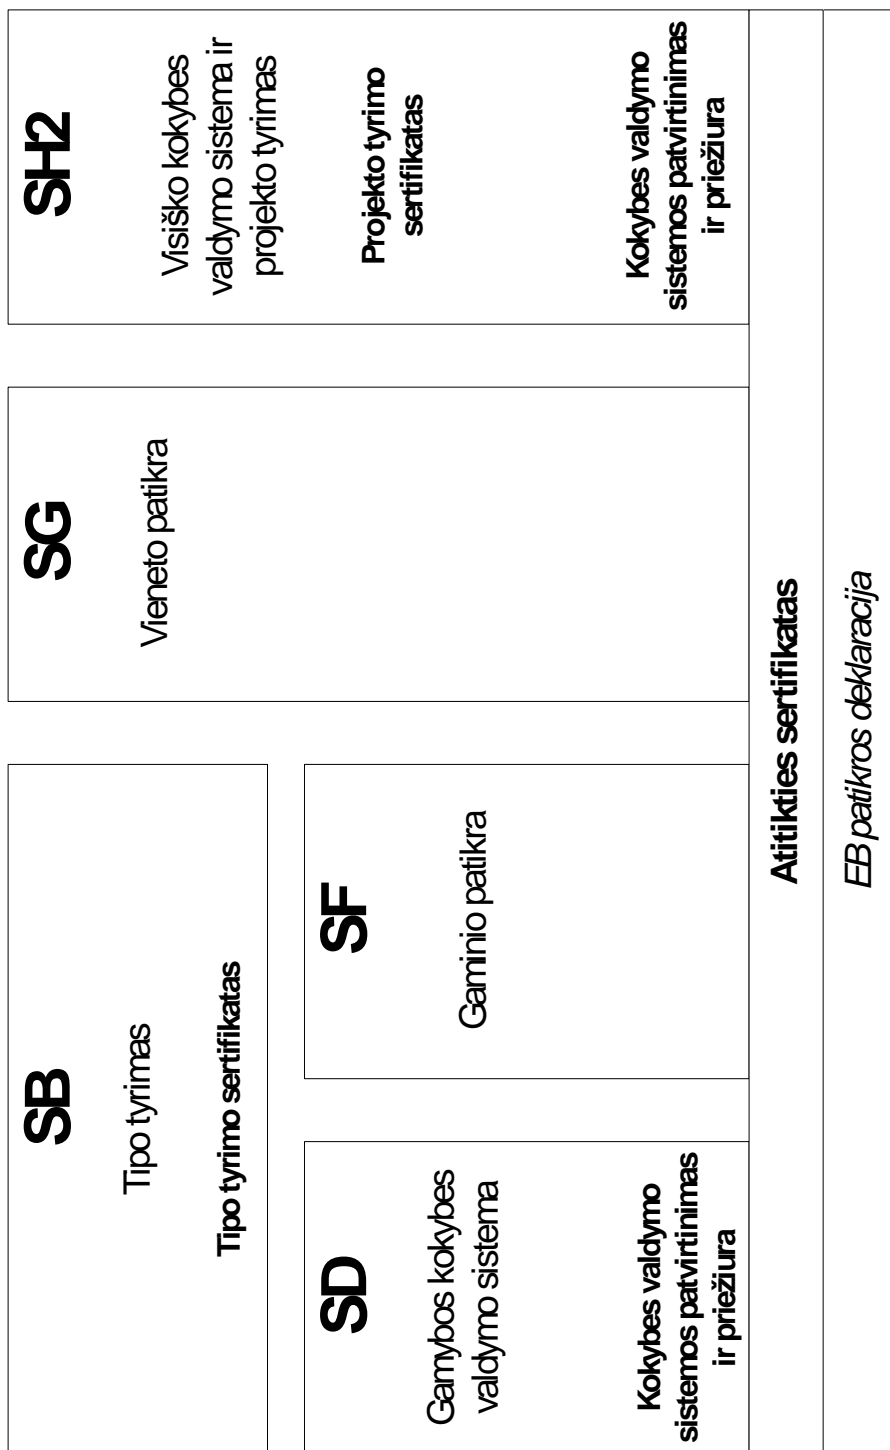 SB
Tipo tyrimas
Tipo tyrimo sertifikatas
SD
Gamybos kokybes
valdymo sistema
Kokybes valdymo
sistemos patvirtinimas
ir priežiura
SF
Gaminio patikra
SG
Vieneto patikra
SH2
Visiško kokybes
valdymo sistema ir
projekto tyrimas
Projekto tyrimo
sertifikatas
Kokybes valdymo
sistemos patvirtinimas
ir priežiura
Atitikties sertifikatas
EB patikros deklaracija